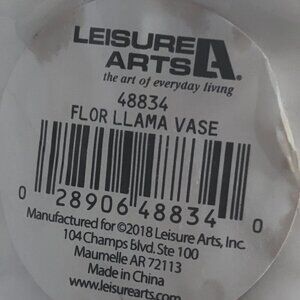 LEISURE
ARTS LA.
the art of everyday living
48834
FLOR LLAMA VASE
0 28906 48834 0
Manufactured for ©2018 Leisure Arts, Inc.
104 Champs Blvd. Ste 100
Maumelle AR 72113
Made in China
www.leisurearts.com